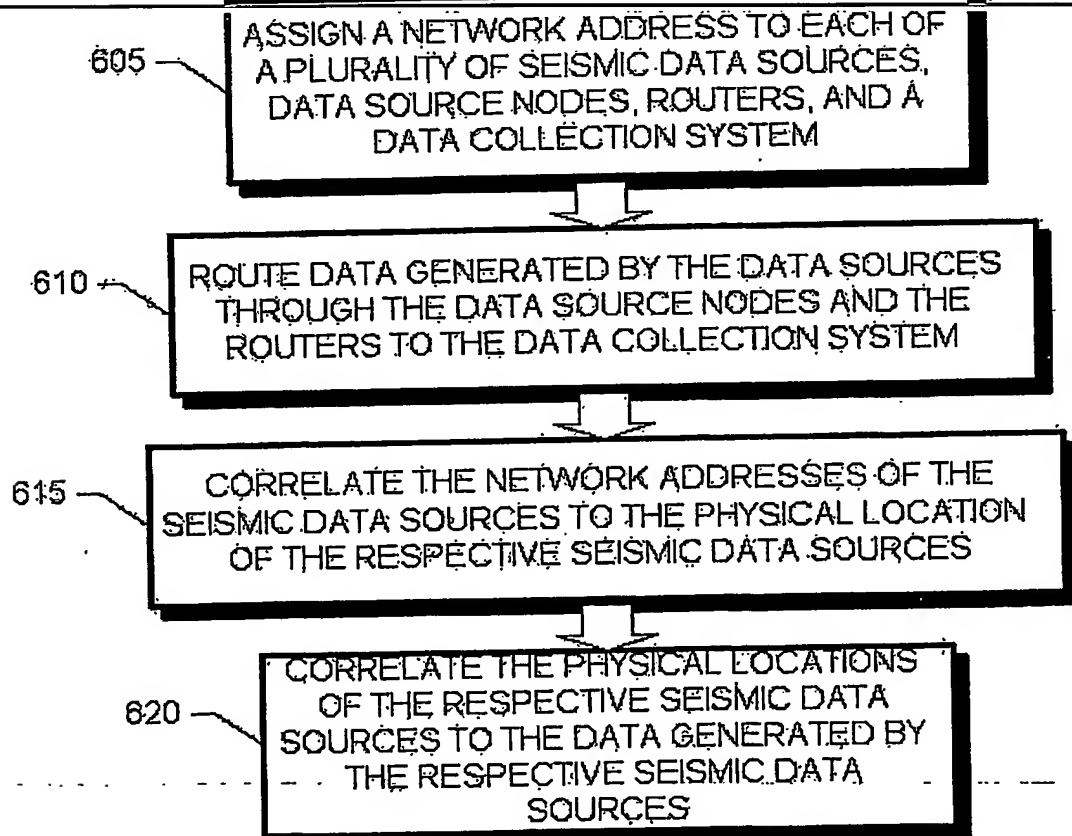 605
ASSIGN A NETWORK ADDRESS TO EACH OF
A PLURALITY OF SEISMIC DATA SOURCES,
DATA SOURCE NODES, ROUTERS, AND A
DATA COLLECTION SYSTEM
610
ROUTE DATA GENERATED BY THE DATA SOURCES
THROUGH THE DATA SOURCE NODES AND THE
ROUTERS TO THE DATA COLLECTION SYSTEM
615
CORRELATE THE NETWORK ADDRESSES OF THE
SEISMIC DATA SOURCES TO THE PHYSICAL LOCATION
OF THE RESPECTIVE SEISMIC DATA SOURCES
620
CORRELATE THE PHYSICAL LOCATIONS
OF THE RESPECTIVE SEISMIC DATA
SOURCES TO THE DATA GENERATED BY
THE RESPECTIVE SEISMIC DATA
SOURCES